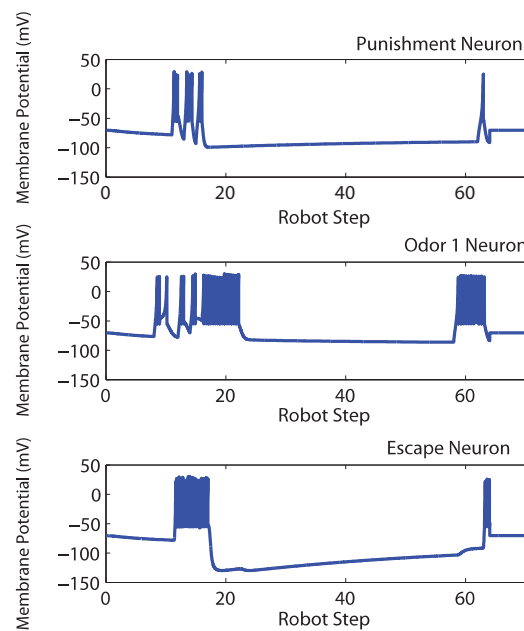 Punishment Neuron
Membrane Potential (mV)
50
0
−50
−100
−150
0 20 40 60
Robot Step
Odor 1 Neuron
Membrane Potential (mV)
50
0
−50
−100
−150
0 20 40 60
Robot Step
Escape Neuron
Membrane Potential (mV)
50
0
−50
−100
−150
0 20 40 60
Robot Step